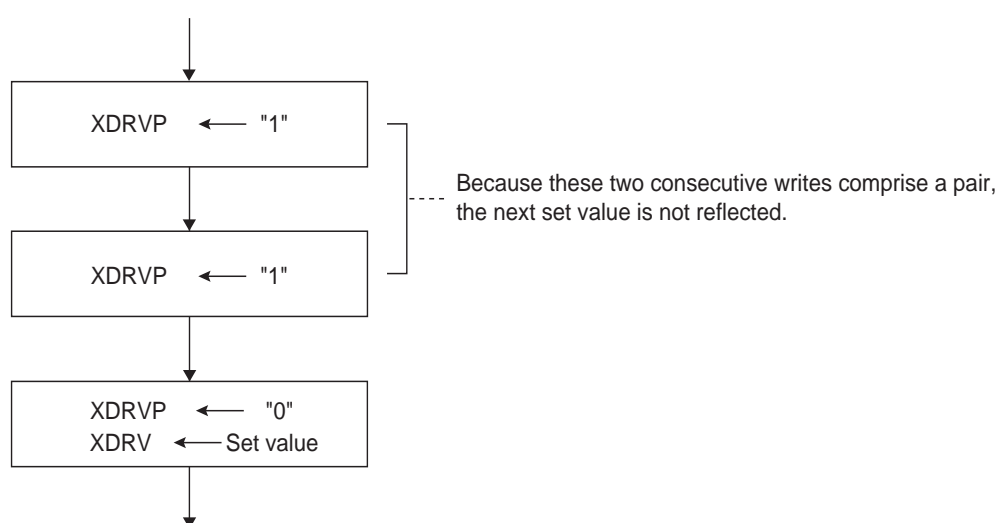 XDRVP ← "1"
Because these two consecutive writes comprise a pair,
the next set value is not reflected.
XDRVP ← "1"
XDRVP ← "0"
XDRV ← Set value